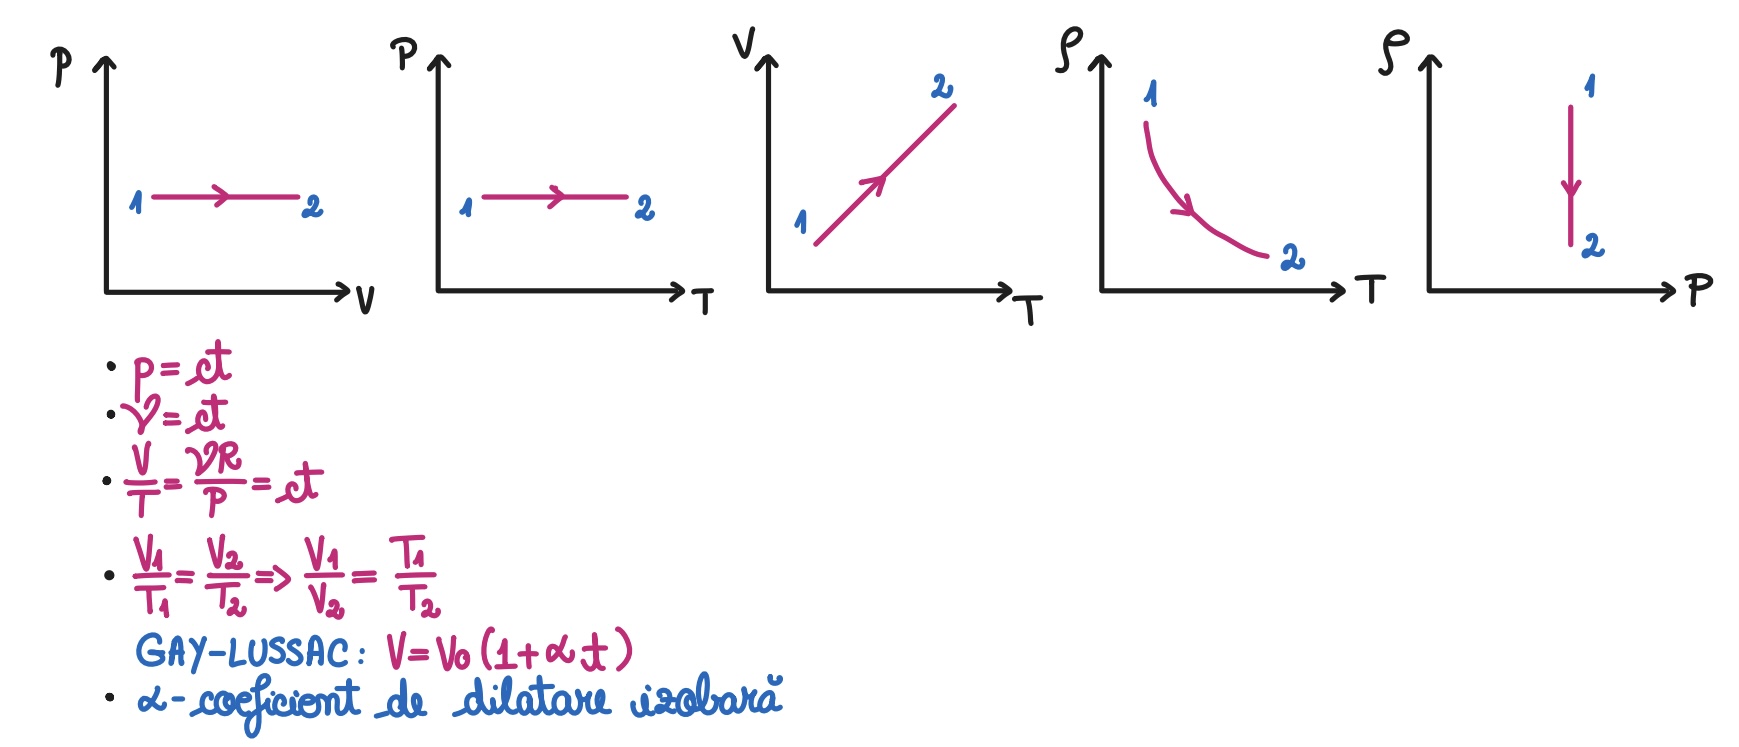 p V 1 2
p T 1 2
V T 1 2
ρ T 1 2
ρ p 1 2
• p = ct
• ν = ct
• V/T = νR/p = ct
• V1/T1 = V2/T2 => V1/V2 = T1/T2
GAY-LUSSAC: V = V0 (1 + α t)
• α - coeficient de dilatare izobară